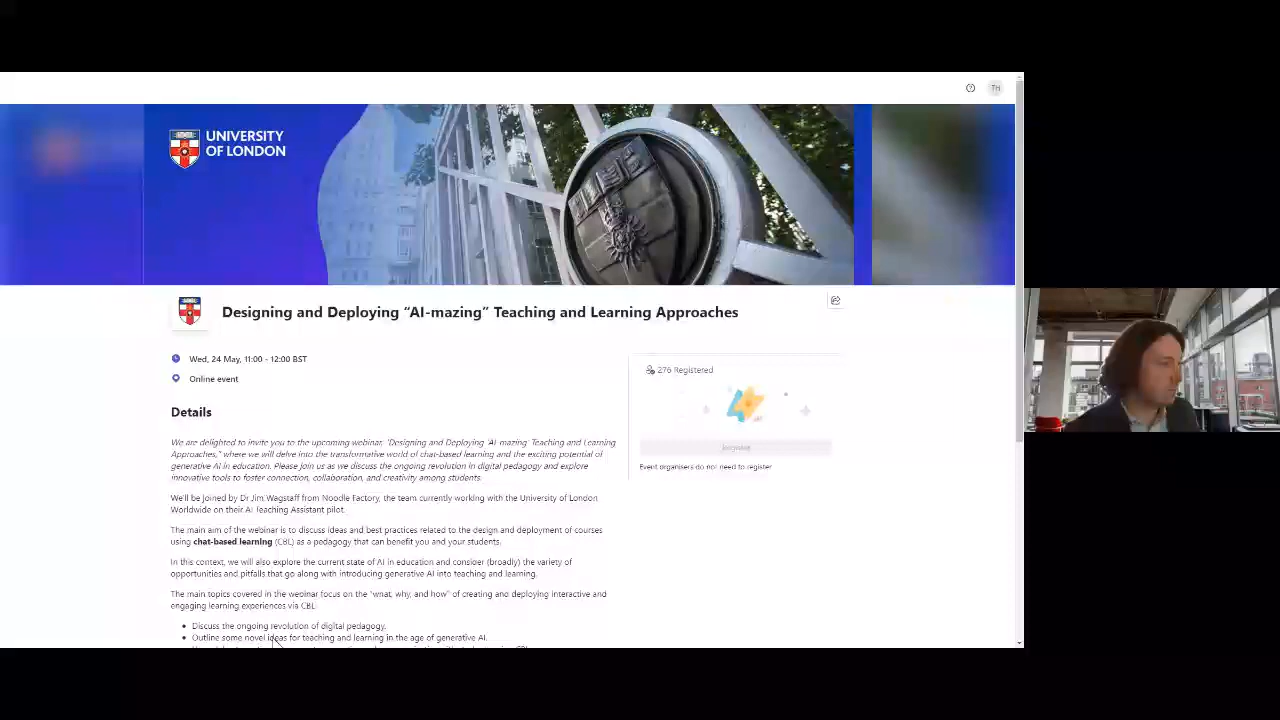 TH
UNIVERSITY
OF LONDON
Designing and Deploying “AI-mazing” Teaching and Learning Approaches
Wed, 24 May, 11:00 - 12:00 BST
Online event
276 Registered
Event organisers do not need to register
Details
We are delighted to invite you to the upcoming webinar, "Designing and Deploying 'AI-mazing' Teaching and Learning
Approaches," where we will delve into the transformative world of chat-based learning and the exciting potential of
generative AI in education. Please join us as we discuss the ongoing revolution in digital pedagogy and explore
innovative tools to foster connection, collaboration, and creativity among students.
We'll be joined by Dr Jim Wagstaff from Noodle Factory, the team currently working with the University of London
Worldwide on their AI Teaching Assistant pilot.
The main aim of the webinar is to discuss ideas and best practices related to the design and deployment of courses
using chat-based learning (CBL) as a pedagogy that can benefit you and your students.
In this context, we will also explore the current state of AI in education and consider (broadly) the variety of
opportunities and pitfalls that go along with introducing generative AI into teaching and learning.
The main topics covered in the webinar focus on the "what, why, and how" of creating and deploying interactive and
engaging learning experiences via CBL:
• Discuss the ongoing revolution of digital pedagogy.
• Outline some novel ideas for teaching and learning in the age of generative AI.